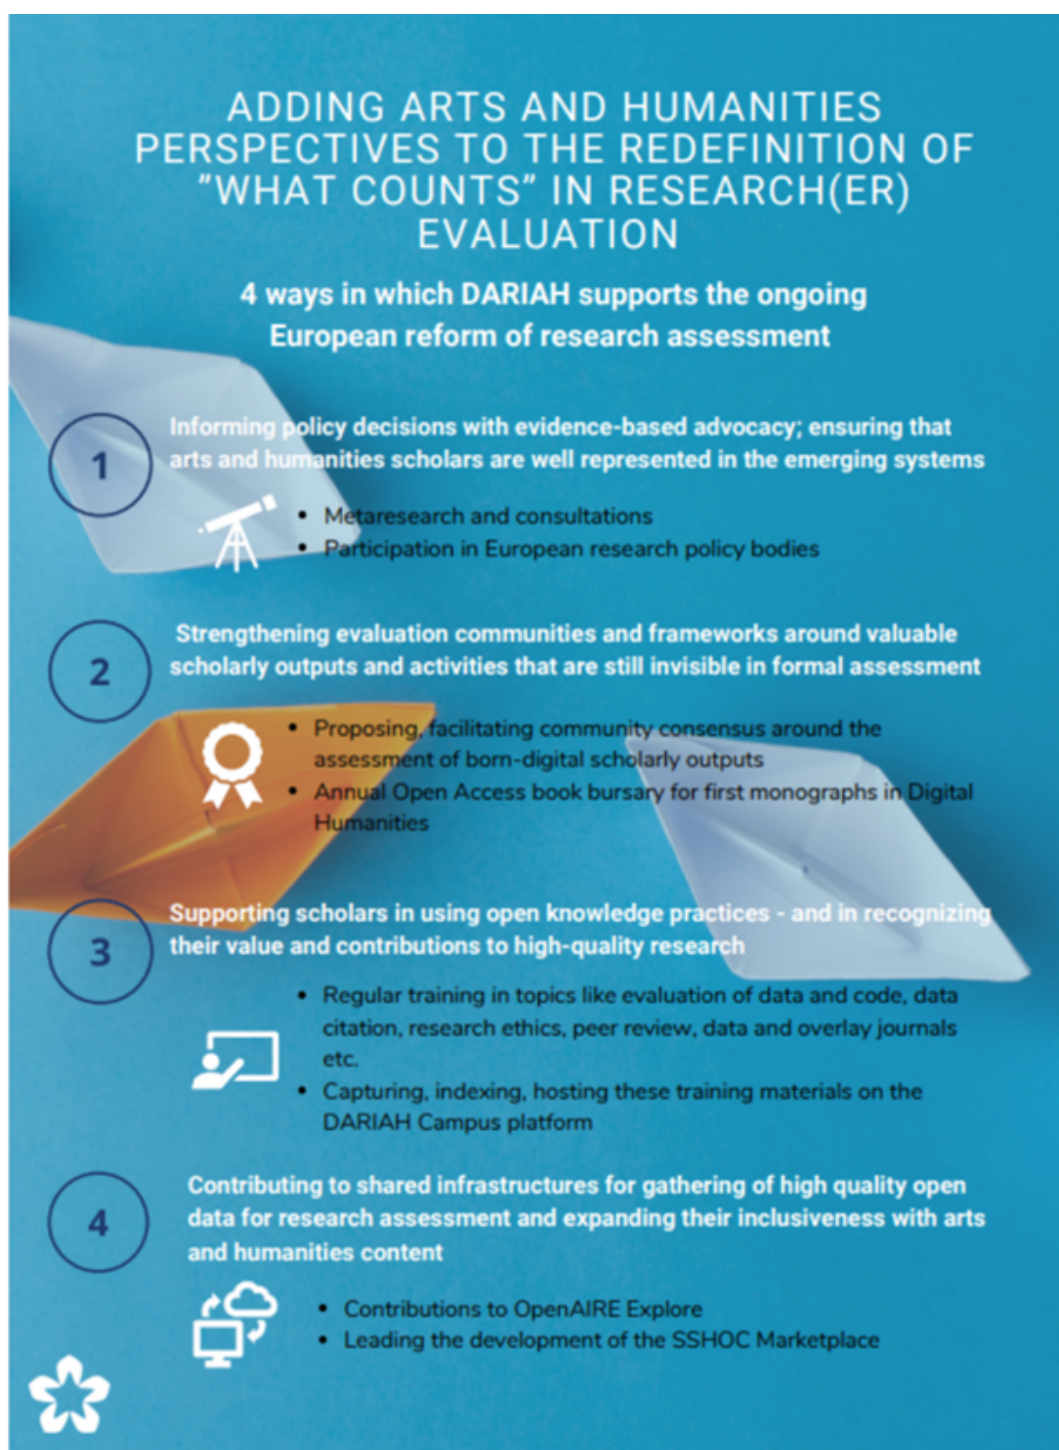 ADDING ARTS AND HUMANITIES
PERSPECTIVES TO THE REDEFINITION OF
”WHAT COUNTS” IN RESEARCH(ER)
EVALUATION
4 ways in which DARIAH supports the ongoing
European reform of research assessment
1
Informing policy decisions with evidence-based advocacy; ensuring that
arts and humanities scholars are well represented in the emerging systems
• Metaresearch and consultations
• Participation in European research policy bodies
2
Strengthening evaluation communities and frameworks around valuable
scholarly outputs and activities that are still invisible in formal assessment
• Proposing, facilitating community consensus around the
assessment of born-digital scholarly outputs
• Annual Open Access book bursary for first monographs in Digital
Humanities
3
Supporting scholars in using open knowledge practices - and in recognizing
their value and contributions to high-quality research
• Regular training in topics like evaluation of data and code, data
citation, research ethics, peer review, data and overlay journals
etc.
• Capturing, indexing, hosting these training materials on the
DARIAH Campus platform
4
Contributing to shared infrastructures for gathering of high quality open
data for research assessment and expanding their inclusiveness with arts
and humanities content
• Contributions to OpenAIRE Explore
• Leading the development of the SSHOC Marketplace